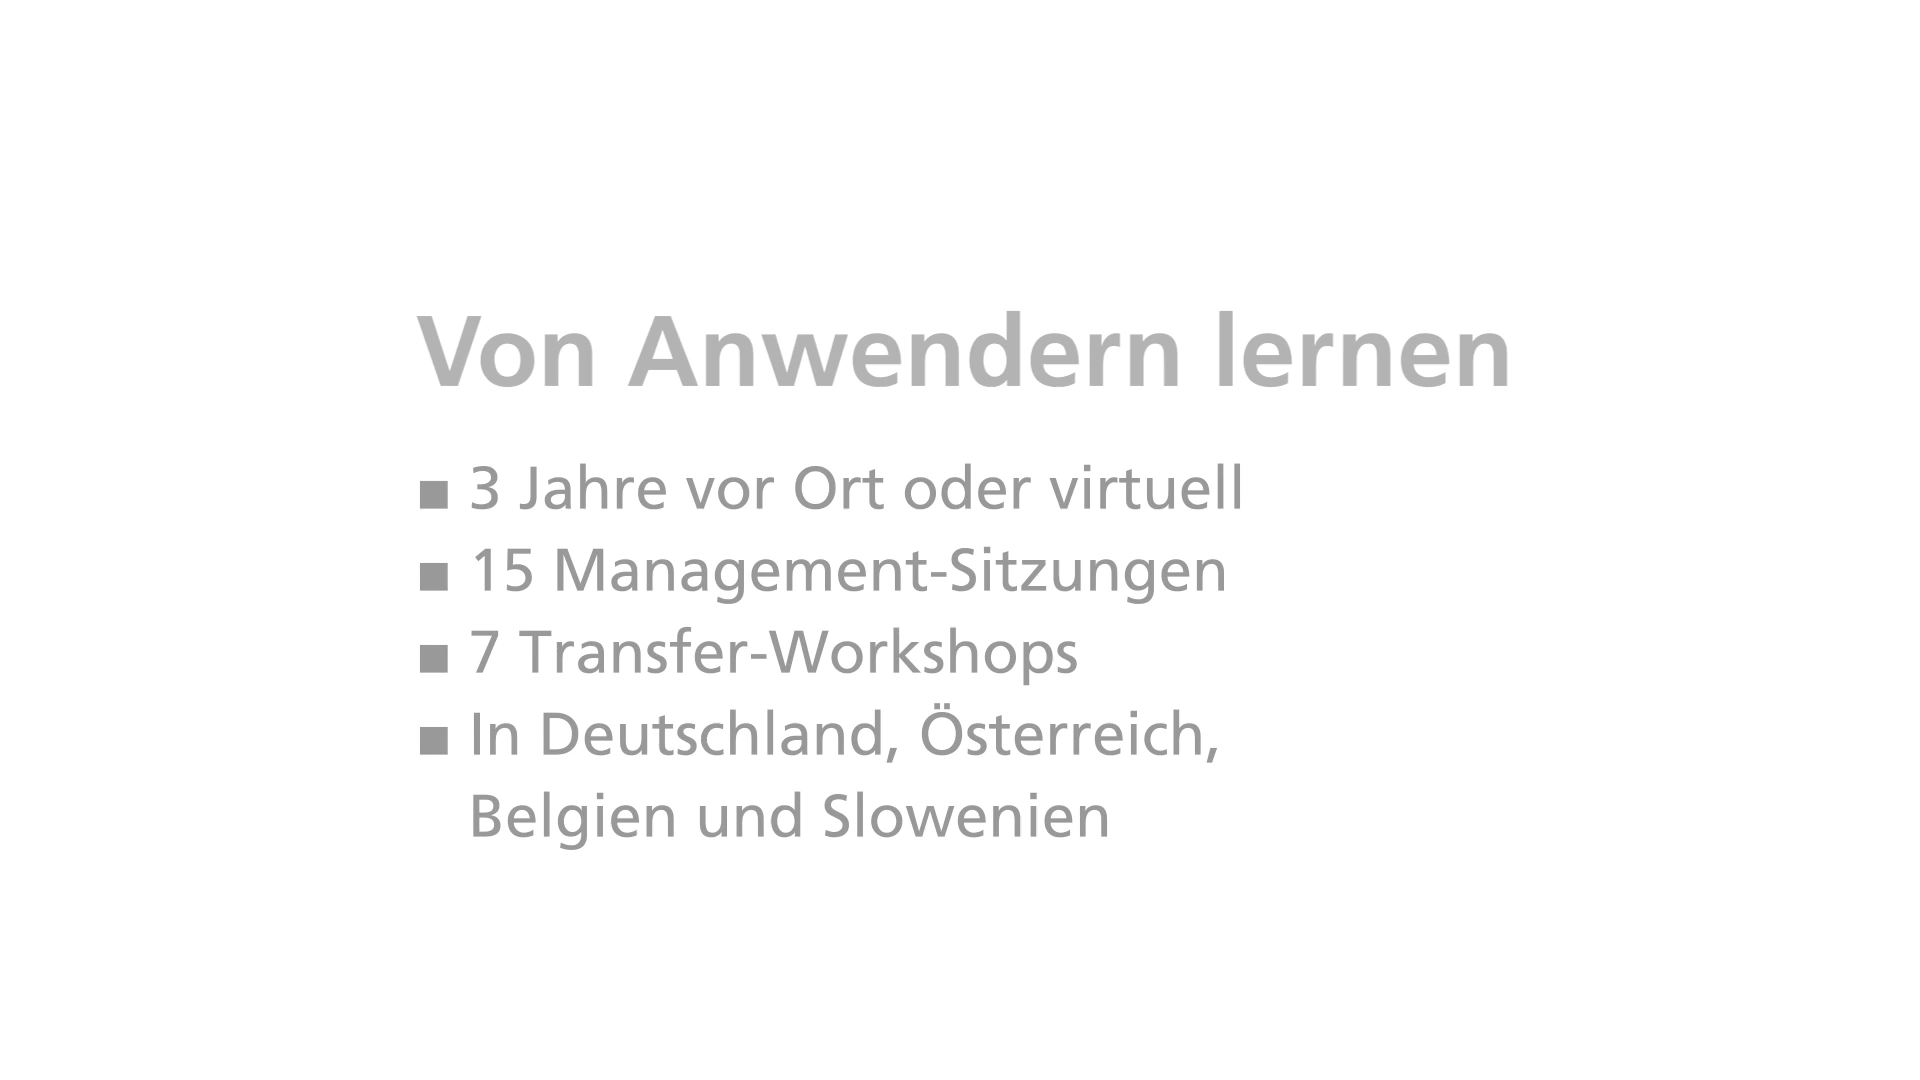 Von Anwendern lernen
■ 3 Jahre vor Ort oder virtuell
■ 15 Management-Sitzungen
■ 7 Transfer-Workshops
■ In Deutschland, Österreich,
Belgien und Slowenien